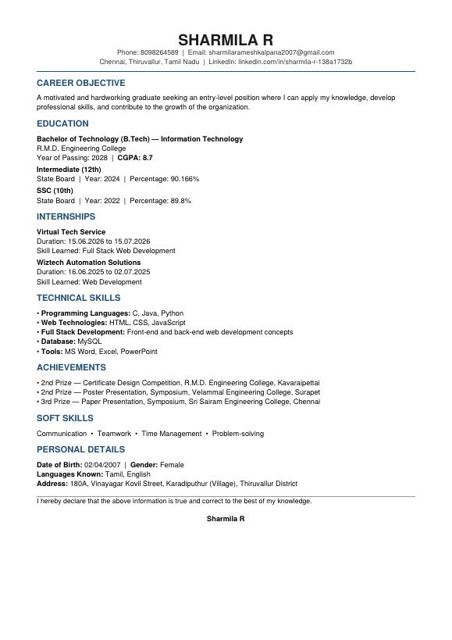 SHARMILA R
Phone: 8098264589 | Email: sharmilarameshkalpana2007@gmail.com
Chennai, Thiruvallur, Tamil Nadu | LinkedIn: linkedin.com/in/sharmila-r-138a1732b
CAREER OBJECTIVE
A motivated and hardworking graduate seeking an entry-level position where I can apply my knowledge, develop
professional skills, and contribute to the growth of the organization.
EDUCATION
Bachelor of Technology (B.Tech) — Information Technology
R.M.D. Engineering College
Year of Passing: 2028 | CGPA: 8.7
Intermediate (12th)
State Board | Year: 2024 | Percentage: 90.166%
SSC (10th)
State Board | Year: 2022 | Percentage: 89.8%
INTERNSHIPS
Virtual Tech Service
Duration: 15.06.2026 to 15.07.2026
Skill Learned: Full Stack Web Development
Wiztech Automation Solutions
Duration: 16.06.2025 to 02.07.2025
Skill Learned: Web Development
TECHNICAL SKILLS
• Programming Languages: C, Java, Python
• Web Technologies: HTML, CSS, JavaScript
• Full Stack Development: Front-end and back-end web development concepts
• Database: MySQL
• Tools: MS Word, Excel, PowerPoint
ACHIEVEMENTS
• 2nd Prize — Certificate Design Competition, R.M.D. Engineering College, Kavaraipettai
• 2nd Prize — Poster Presentation, Symposium, Velammal Engineering College, Surapet
• 3rd Prize — Paper Presentation, Symposium, Sri Sairam Engineering College, Chennai
SOFT SKILLS
Communication • Teamwork • Time Management • Problem-solving
PERSONAL DETAILS
Date of Birth: 02/04/2007 | Gender: Female
Languages Known: Tamil, English
Address: 180A, Vinayagar Kovil Street, Karadiputhur (Village), Thiruvallur District
I hereby declare that the above information is true and correct to the best of my knowledge.
Sharmila R